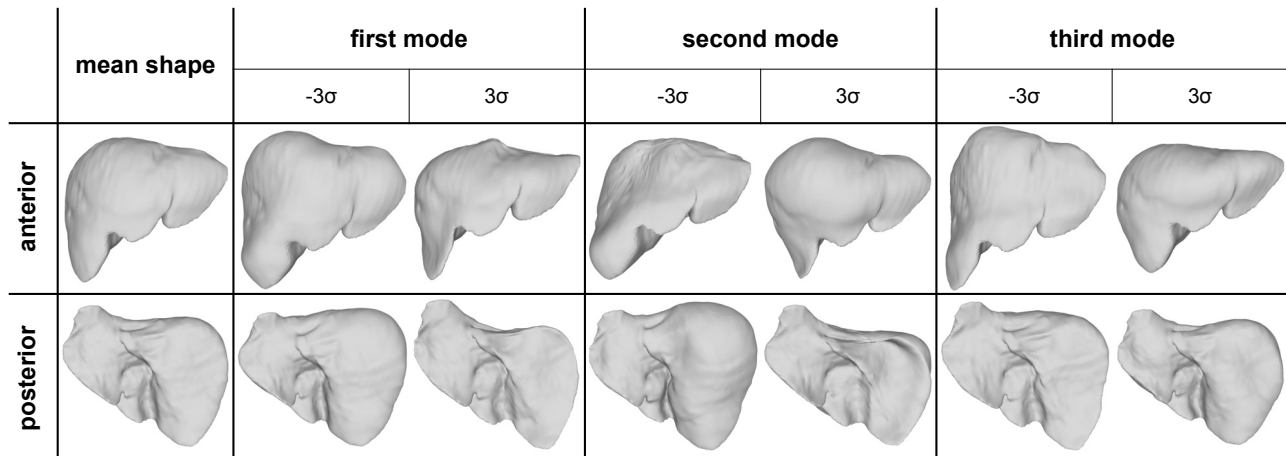 mean shape
first mode
second mode
third mode
-3σ
3σ
-3σ
3σ
-3σ
3σ
anterior
posterior